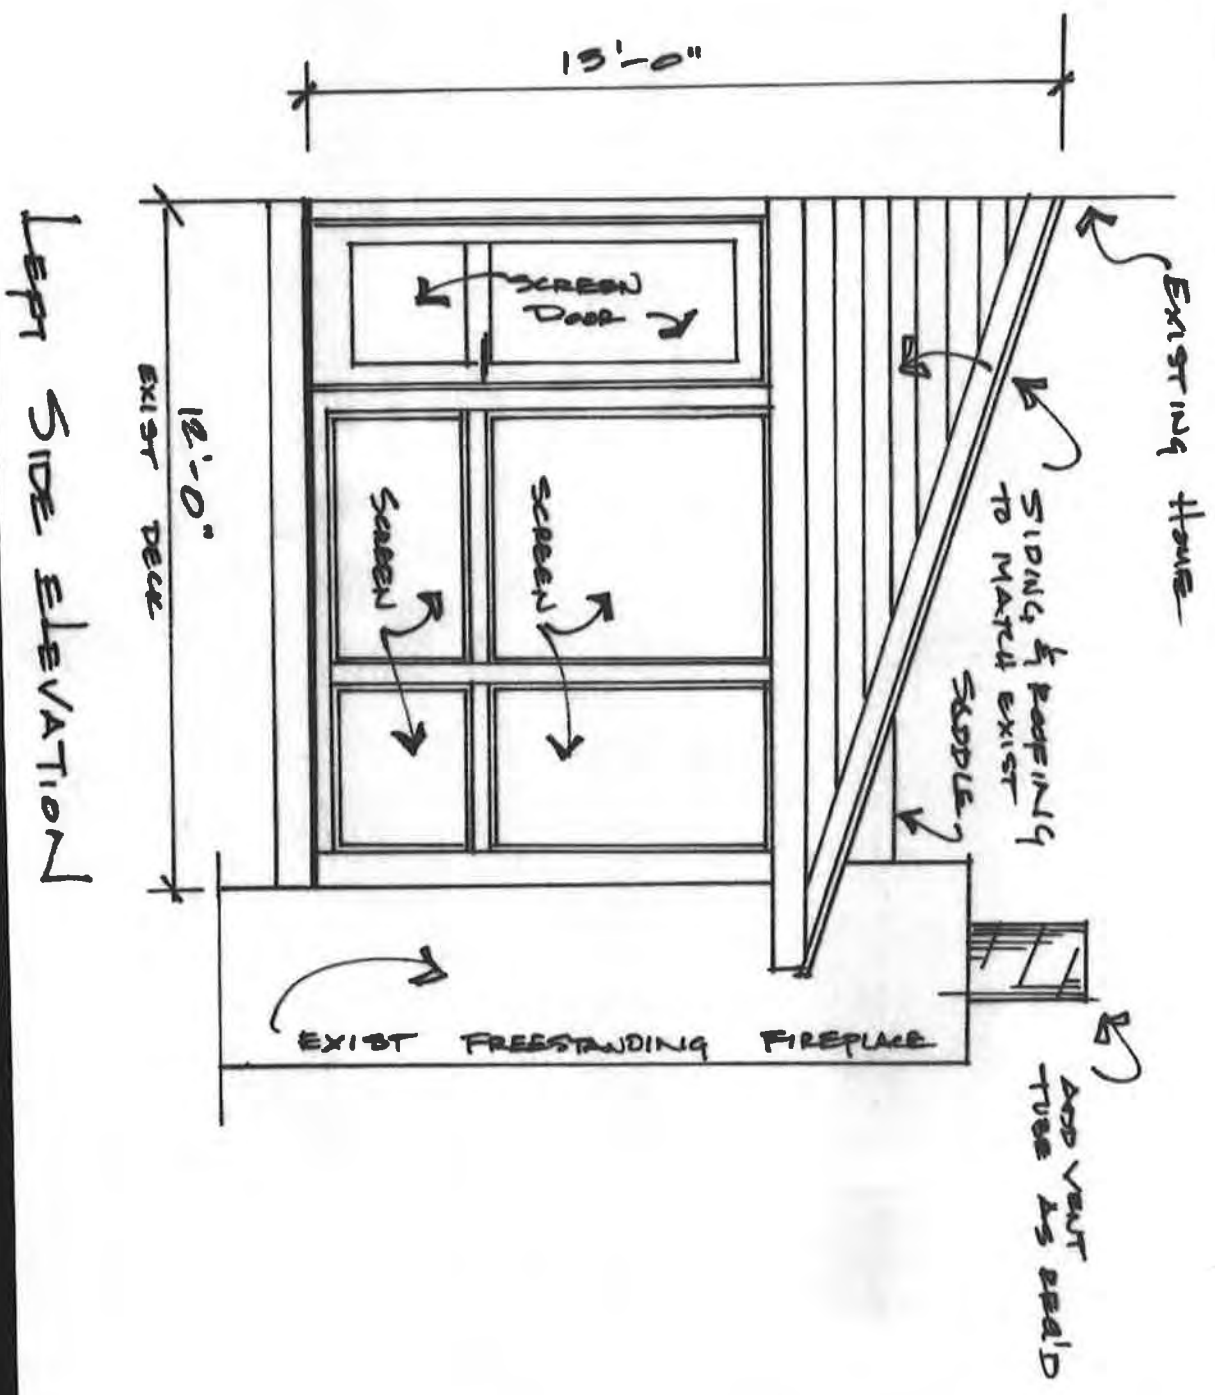 13'-0"
EXISTING HOUSE
SIDING & ROOFING
TO MATCH EXIST
SADDLE
ADD VENT
TUBE AS REQ'D
SCREEN
DOOR
SCREEN
SCREEN
EXIST FREESTANDING FIREPLACE
12'-0"
EXIST DECK
LEFT SIDE ELEVATION